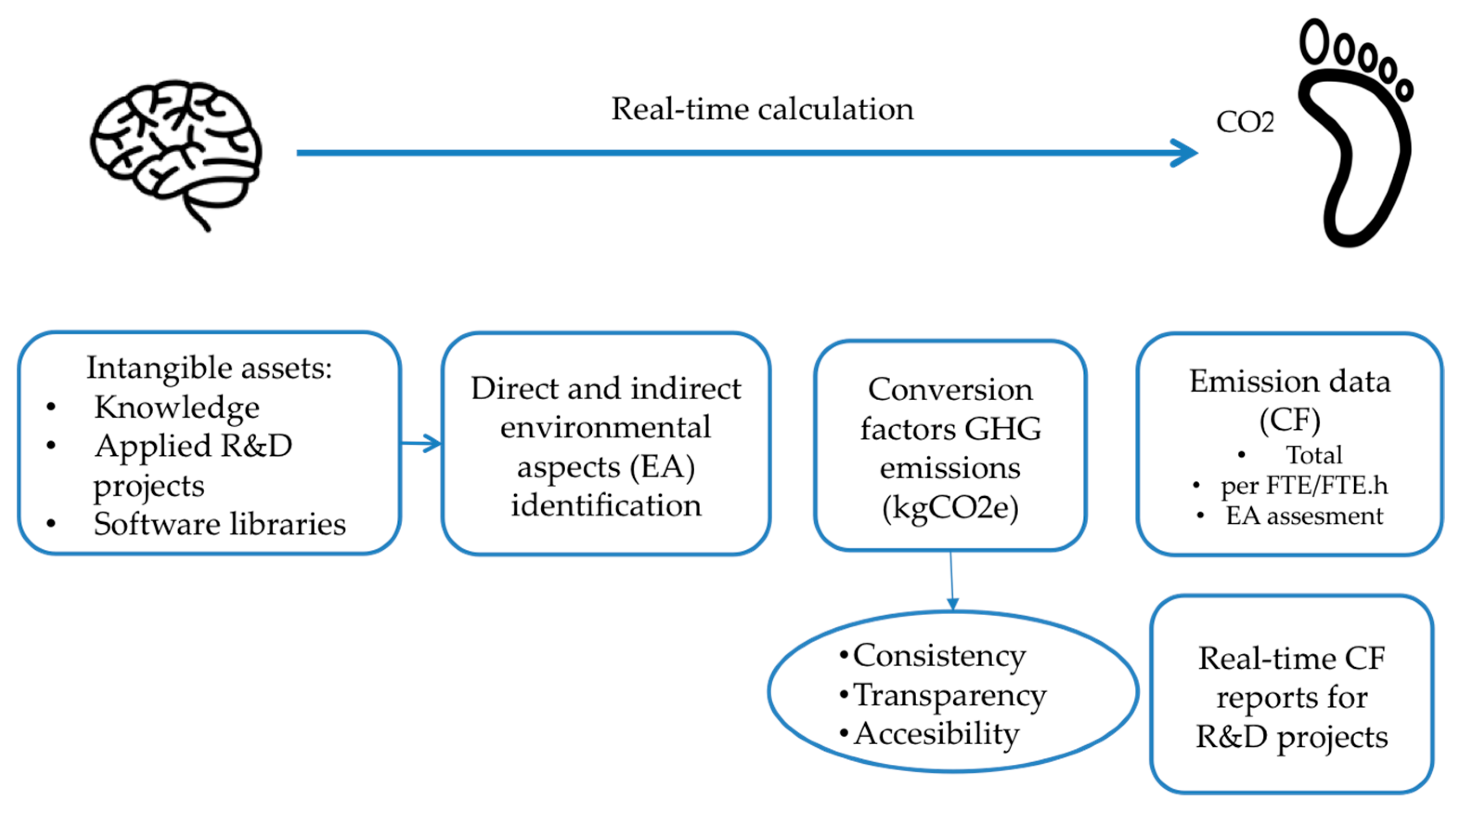 Real-time calculation
CO2
Intangible assets:
• Knowledge
• Applied R&D
projects
• Software libraries
Direct and indirect
environmental
aspects (EA)
identification
Conversion
factors GHG
emissions
(kgCO2e)
Emission data
(CF)
• Total
• per FTE/FTE.h
• EA assesment
•Consistency
•Transparency
•Accesibility
Real-time CF
reports for
R&D projects